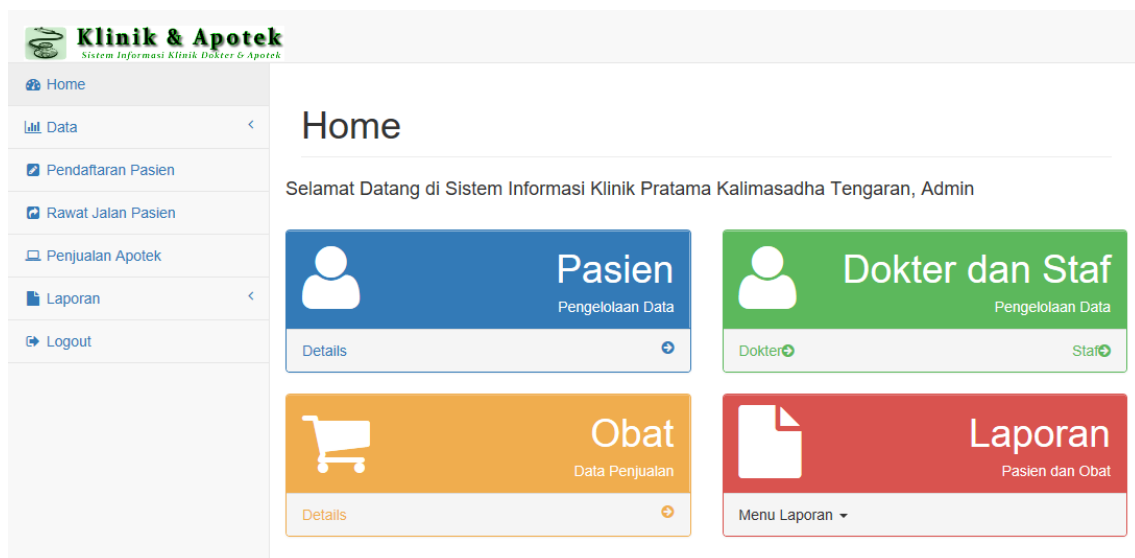 Klinik & Apotek
Sistem Informasi Klinik Dokter & Apotek
Home
Data
Pendaftaran Pasien
Rawat Jalan Pasien
Penjualan Apotek
Laporan
Logout
Home
Selamat Datang di Sistem Informasi Klinik Pratama Kalimasadha Tengaran, Admin
Pasien
Pengelolaan Data
Details
Dokter dan Staf
Pengelolaan Data
Dokter Staf
Obat
Data Penjualan
Details
Laporan
Pasien dan Obat
Menu Laporan